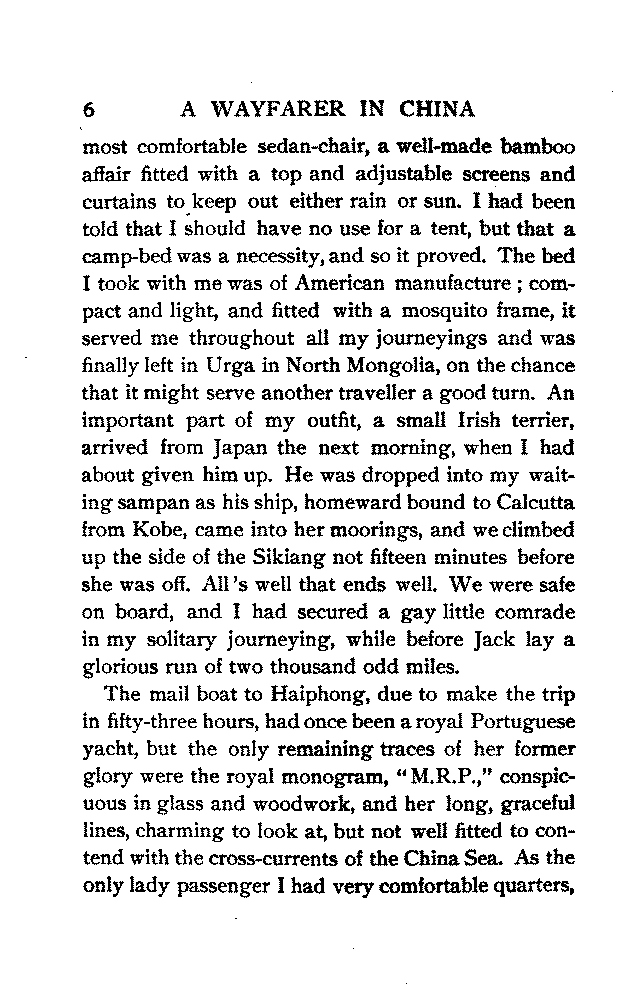 6 A WAYFARER IN CHINA
most comfortable sedan-chair, a well-made bamboo
affair fitted with a top and adjustable screens and
curtains to keep out either rain or sun. I had been
told that I should have no use for a tent, but that a
camp-bed was a necessity, and so it proved. The bed
I took with me was of American manufacture; com-
pact and light, and fitted with a mosquito frame, it
served me throughout all my journeyings and was
finally left in Urga in North Mongolia, on the chance
that it might serve another traveller a good turn. An
important part of my outfit, a small Irish terrier,
arrived from Japan the next morning, when I had
about given him up. He was dropped into my wait-
ing sampan as his ship, homeward bound to Calcutta
from Kobe, came into her moorings, and we climbed
up the side of the Sikiang not fifteen minutes before
she was off. All's well that ends well. We were safe
on board, and I had secured a gay little comrade
in my solitary journeying, while before Jack lay a
glorious run of two thousand odd miles.
The mail boat to Haiphong, due to make the trip
in fifty-three hours, had once been a royal Portuguese
yacht, but the only remaining traces of her former
glory were the royal monogram, "M.R.P.," conspic-
uous in glass and woodwork, and her long, graceful
lines, charming to look at, but not well fitted to con-
tend with the cross-currents of the China Sea. As the
only lady passenger I had very comfortable quarters,